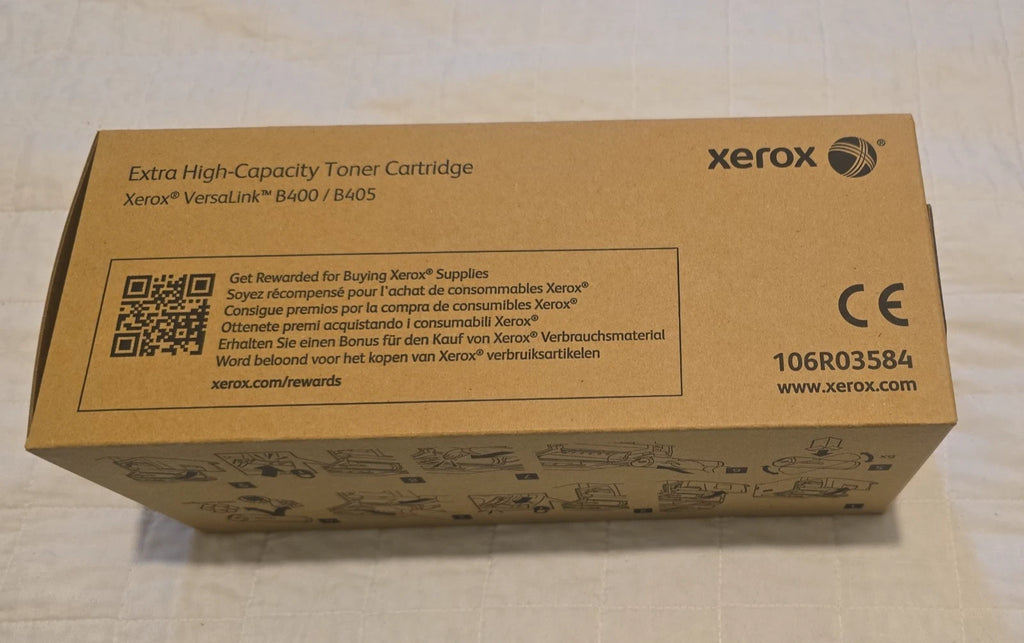 Extra High-Capacity Toner Cartridge
Xerox® VersaLink™ B400 / B405
xerox ®
Get Rewarded for Buying Xerox® Supplies
Soyez récompensé pour l'achat de consommables Xerox®
Consigue premios por la compra de consumibles Xerox®
Ottenete premi acquistando i consumabili Xerox®
Erhalten Sie einen Bonus für den Kauf von Xerox® Verbrauchsmaterial
Word beloond voor het kopen van Xerox® verbruiksartikelen
xerox.com/rewards
CE
106R03584
www.xerox.com